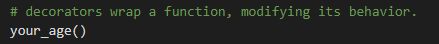 # decorators wrap a function, modifying its behavior.
your_age()